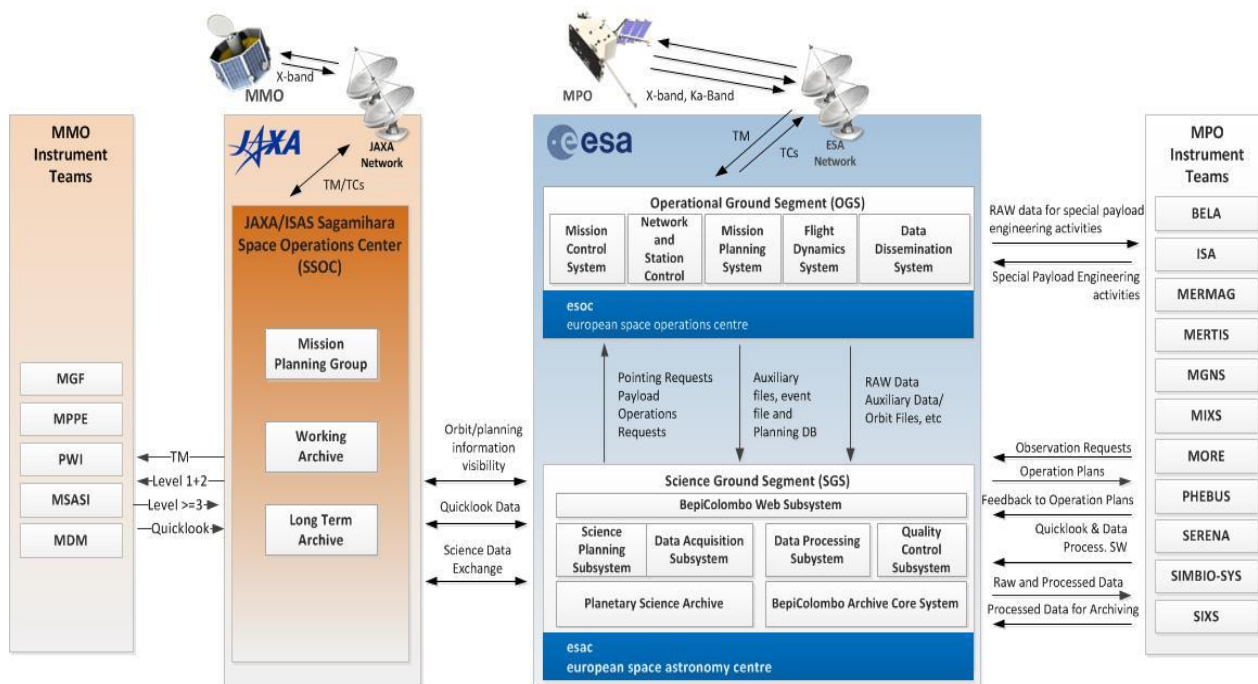 MMO
X-band
MPO
X-band, Ka-Band
MMO
Instrument
Teams
MGF
MPPE
PWI
MSASI
MDM
TM
Level 1+2
Level >=3
Quicklook
JAXA
JAXA
Network
TM/TCs
JAXA/ISAS Sagamihara
Space Operations Center
(SSOC)
Mission
Planning Group
Working
Archive
Long Term
Archive
Orbit/planning
information
visibility
Quicklook Data
Science Data
Exchange
esa
TM
TCs
ESA
Network
Operational Ground Segment (OGS)
Mission
Control
System
Network
and
Station
Control
Mission
Planning
System
Flight
Dynamics
System
Data
Dissemination
System
esoc
european space operations centre
Pointing Requests
Payload
Operations
Requests
Auxiliary
files, event
file and
Planning DB
RAW Data
Auxiliary Data/
Orbit Files, etc
Science Ground Segment (SGS)
BepiColombo Web Subsystem
Science
Planning
Subsystem
Data Acquisition
Subsystem
Data Processing
Subsystem
Quality
Control
Subsystem
Planetary Science Archive
BepiColombo Archive Core System
esac
european space astronomy centre
RAW data for special payload
engineering activities
Special Payload Engineering
activities
Observation Requests
Operation Plans
Feedback to Operation Plans
Quicklook & Data
Process. SW
Raw and Processed Data
Processed Data for Archiving
MPO
Instrument
Teams
BELA
ISA
MERMAG
MERTIS
MGNS
MIXS
MORE
PHEBUS
SERENA
SIMBIO-SYS
SIXS